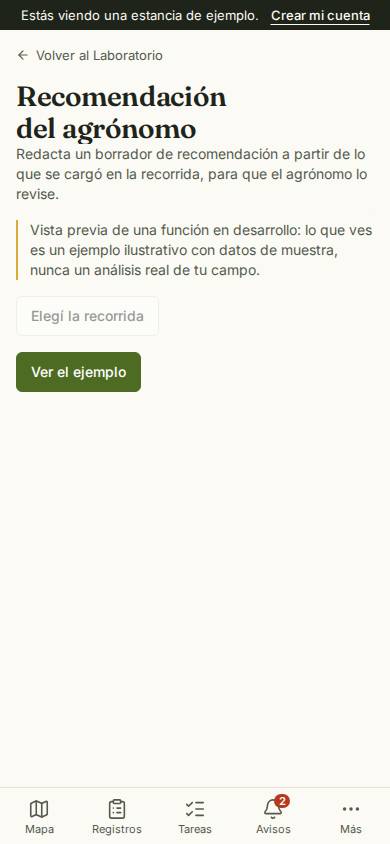 Estás viendo una estancia de ejemplo. Crear mi cuenta
Volver al Laboratorio
Recomendación
del agrónomo
Redacta un borrador de recomendación a partir de lo
que se cargó en la recorrida, para que el agrónomo lo
revise.
Vista previa de una función en desarrollo: lo que ves
es un ejemplo ilustrativo con datos de muestra,
nunca un análisis real de tu campo.
Elegí la recorrida
Ver el ejemplo
2
Mapa Registros Tareas Avisos Más